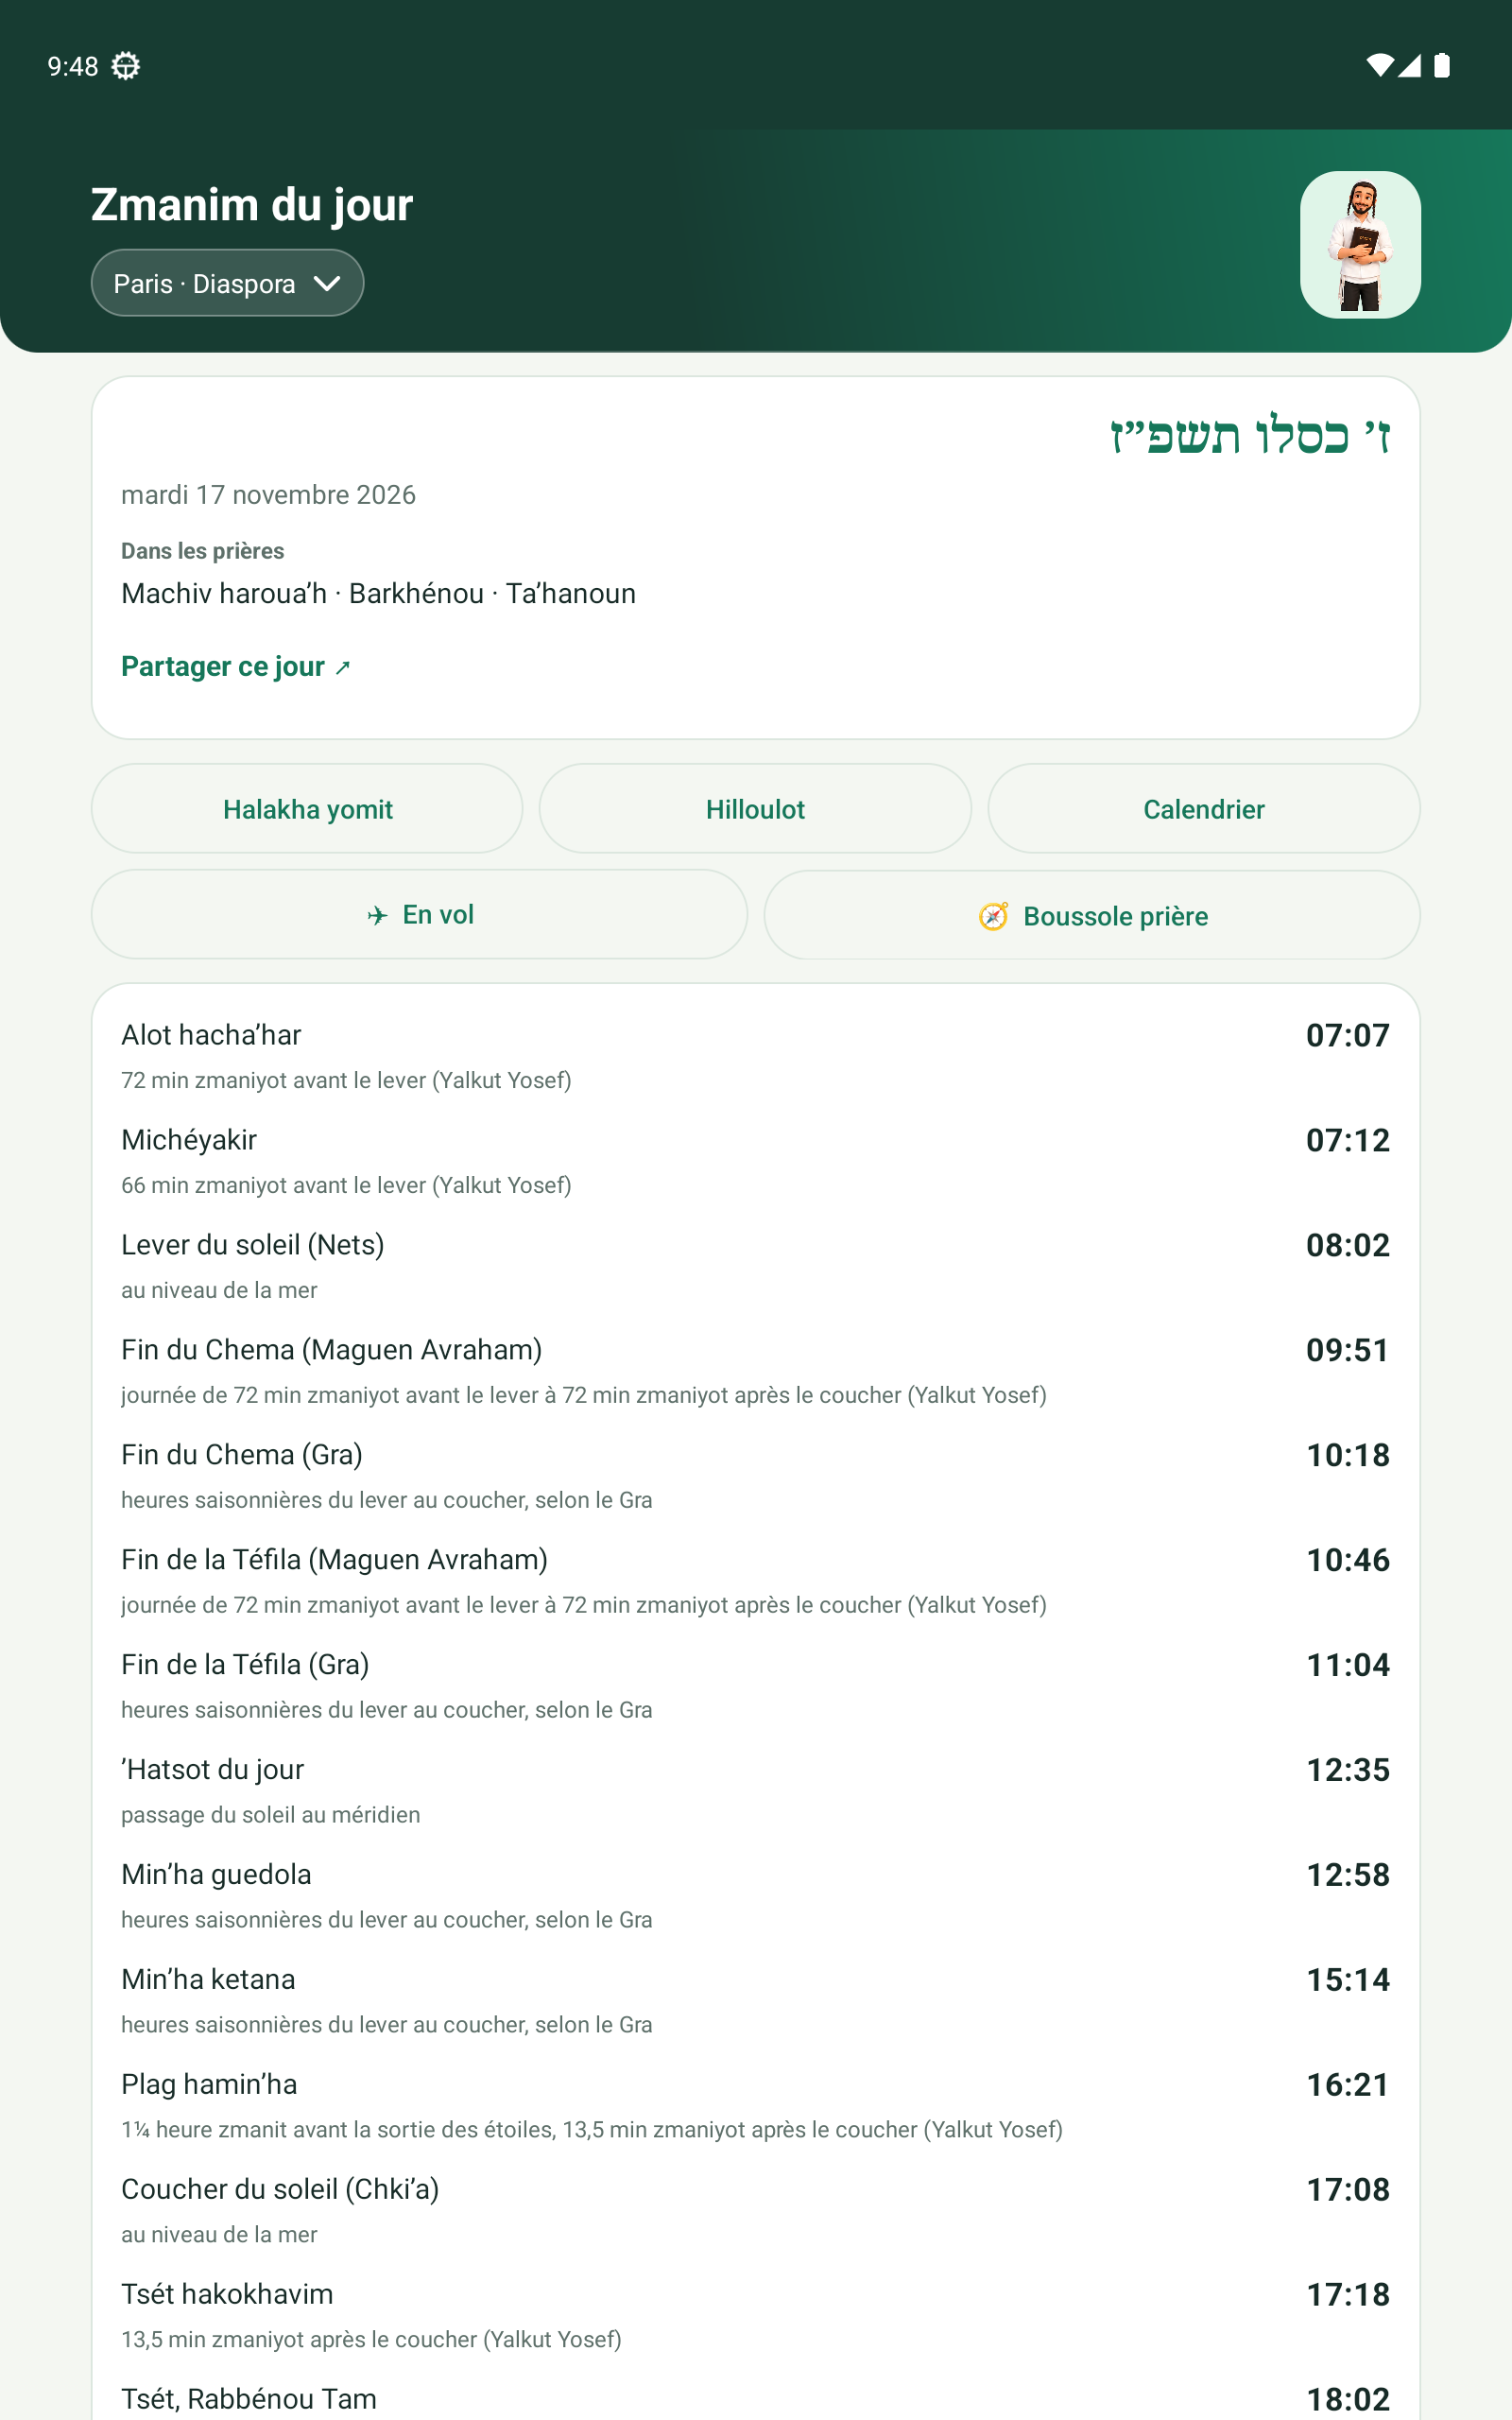 9:48
Zmanim du jour
Paris · Diaspora
ז׳ כסלו תשפ״ז
mardi 17 novembre 2026
Dans les prières
Machiv haroua’h · Barkhénou · Ta’hanoun
Partager ce jour ↗
Halakha yomit
Hilloulot
Calendrier
✈ En vol
🧭 Boussole prière
Alot hacha’har 07:07
72 min zmaniyot avant le lever (Yalkut Yosef)
Michéyakir 07:12
66 min zmaniyot avant le lever (Yalkut Yosef)
Lever du soleil (Nets) 08:02
au niveau de la mer
Fin du Chema (Maguen Avraham) 09:51
journée de 72 min zmaniyot avant le lever à 72 min zmaniyot après le coucher (Yalkut Yosef)
Fin du Chema (Gra) 10:18
heures saisonnières du lever au coucher, selon le Gra
Fin de la Téfila (Maguen Avraham) 10:46
journée de 72 min zmaniyot avant le lever à 72 min zmaniyot après le coucher (Yalkut Yosef)
Fin de la Téfila (Gra) 11:04
heures saisonnières du lever au coucher, selon le Gra
’Hatsot du jour 12:35
passage du soleil au méridien
Min’ha guedola 12:58
heures saisonnières du lever au coucher, selon le Gra
Min’ha ketana 15:14
heures saisonnières du lever au coucher, selon le Gra
Plag hamin’ha 16:21
1¼ heure zmanit avant la sortie des étoiles, 13,5 min zmaniyot après le coucher (Yalkut Yosef)
Coucher du soleil (Chki’a) 17:08
au niveau de la mer
Tsét hakokhavim 17:18
13,5 min zmaniyot après le coucher (Yalkut Yosef)
Tsét, Rabbénou Tam 18:02